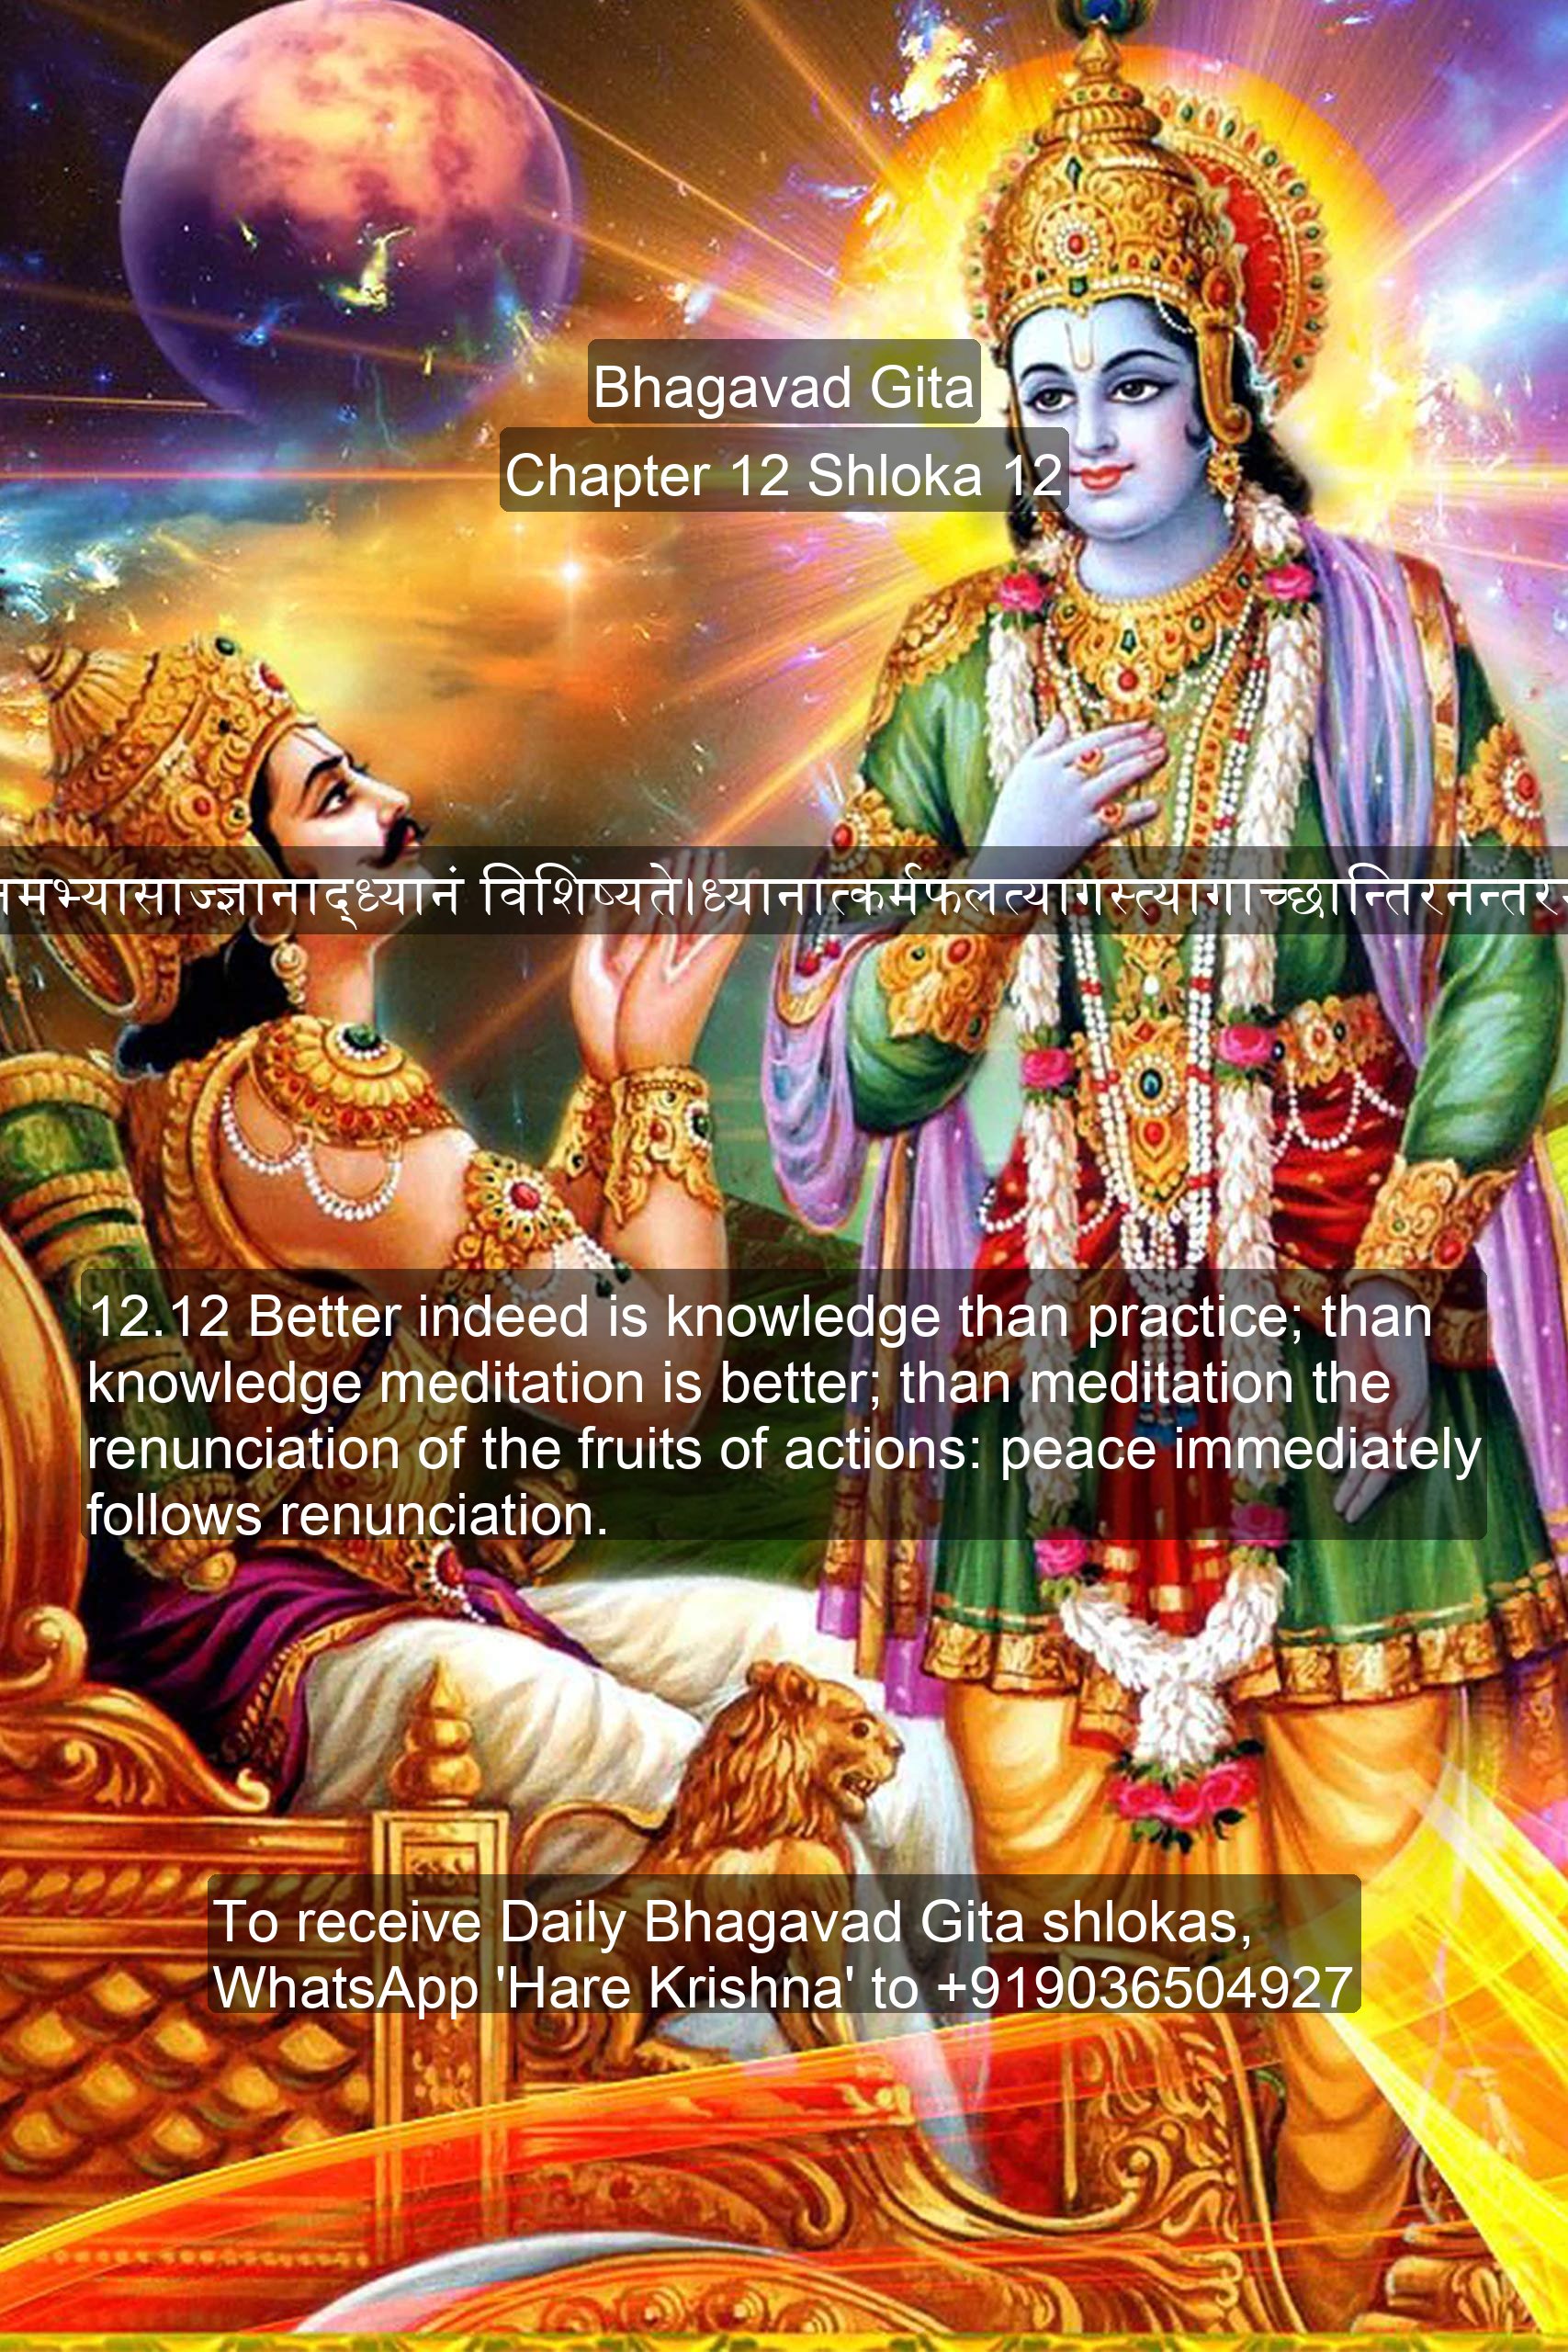 Bhagavad Gita
Chapter 12 Shloka 12
नमभ्यासाज्ज्ञानाद्ध्यानं विशिष्यते।ध्यानात्कर्मफलत्यागस्त्यागाच्छान्तिरनन्तर
12.12 Better indeed is knowledge than practice; than
knowledge meditation is better; than meditation the
renunciation of the fruits of actions: peace immediately
follows renunciation.
To receive Daily Bhagavad Gita shlokas,
WhatsApp 'Hare Krishna' to +919036504927